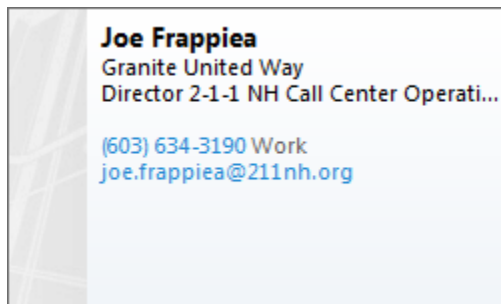 Joe Frappiea
Granite United Way
Director 2-1-1 NH Call Center Operati...
(603) 634-3190 Work
joe.frappiea@211nh.org